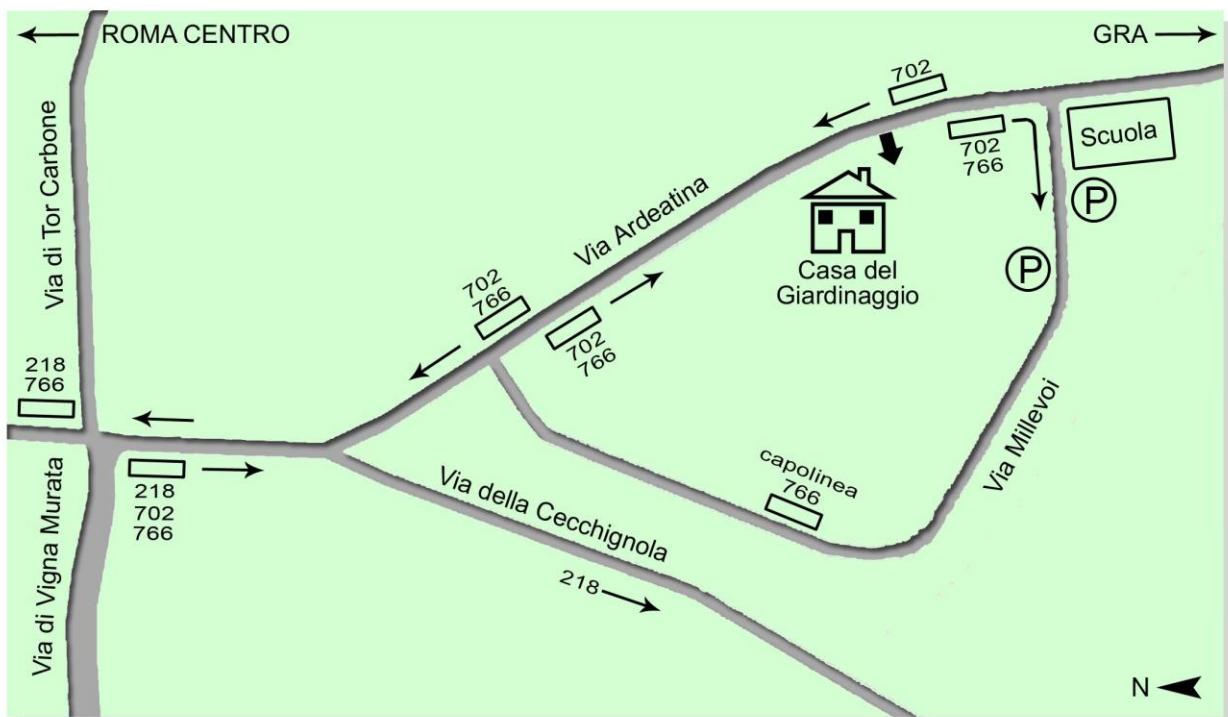 ROMA CENTRO
GRA
Via di Tor Carbone
702
702
766
Scuola
P
P
Via Ardeatina
Casa del
Giardinaggio
702
766
702
766
218
766
218
702
766
Via di Vigna Murata
Via della Cecchignola
218
capolinea
766
Via Millevoi
N